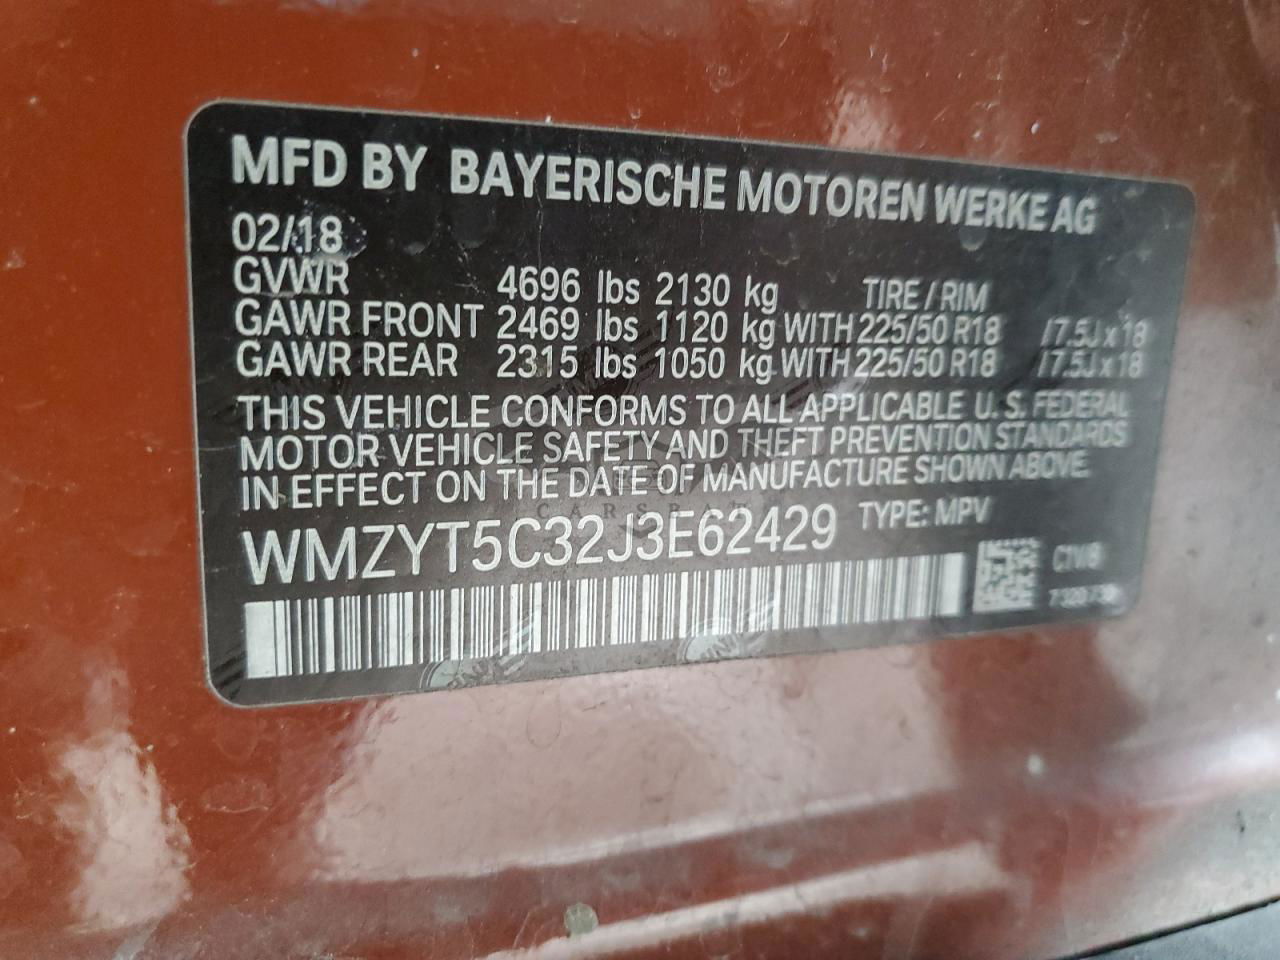 MFD BY BAYERISCHE MOTOREN WERKE AG
02/18
GVWR 4696 lbs 2130 kg TIRE / RIM
GAWR FRONT 2469 lbs 1120 kg WITH 225/50 R18 /7.5J x 18
GAWR REAR 2315 lbs 1050 kg WITH 225/50 R18 /7.5J x 18
THIS VEHICLE CONFORMS TO ALL APPLICABLE U.S. FEDERAL
MOTOR VEHICLE SAFETY AND THEFT PREVENTION STANDARDS
IN EFFECT ON THE DATE OF MANUFACTURE SHOWN ABOVE.
WMZYT5C32J3E62429 TYPE: MPV